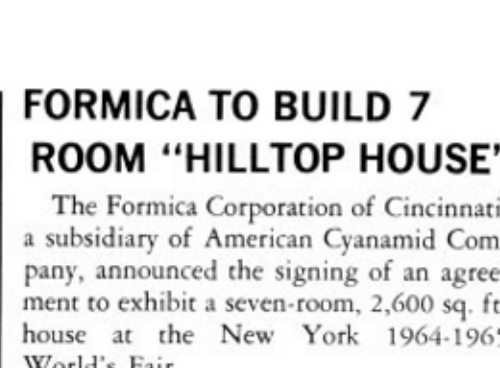 FORMICA TO BUILD 7
ROOM "HILLTOP HOUSE"
The Formica Corporation of Cincinnati
a subsidiary of American Cyanamid Com
pany, announced the signing of an agree
ment to exhibit a seven-room, 2,600 sq. ft
house at the New York 1964-1965
World's Fair